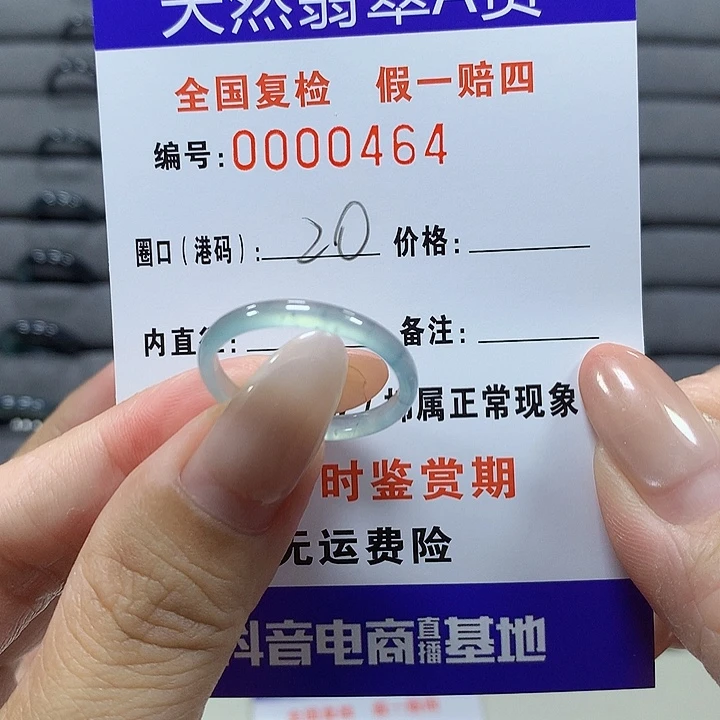 天然翡翠A货
全国复检 假一赔四
编号:0000464
圈口(港码):20 价格:
内直径: 备注:
属正常现象
时鉴赏期
无运费险
抖音电商直播基地